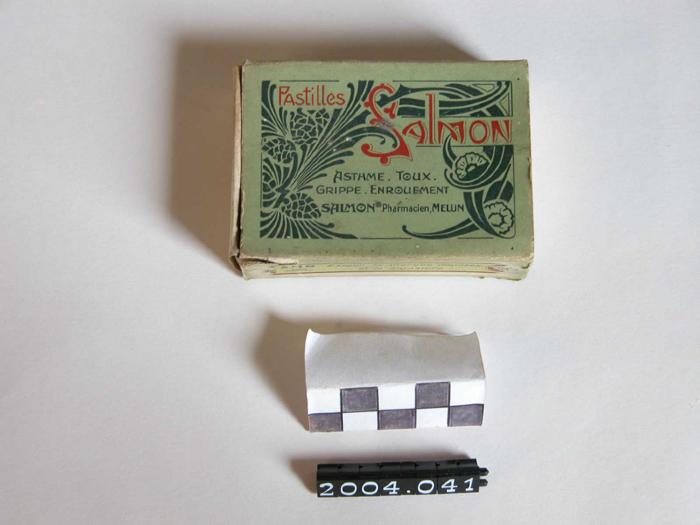 Pastilles
Salmon
ASTHME. TOUX.
GRIPPE. ENROUEMENT
SALMON Pharmacien, MELUN
2004.041